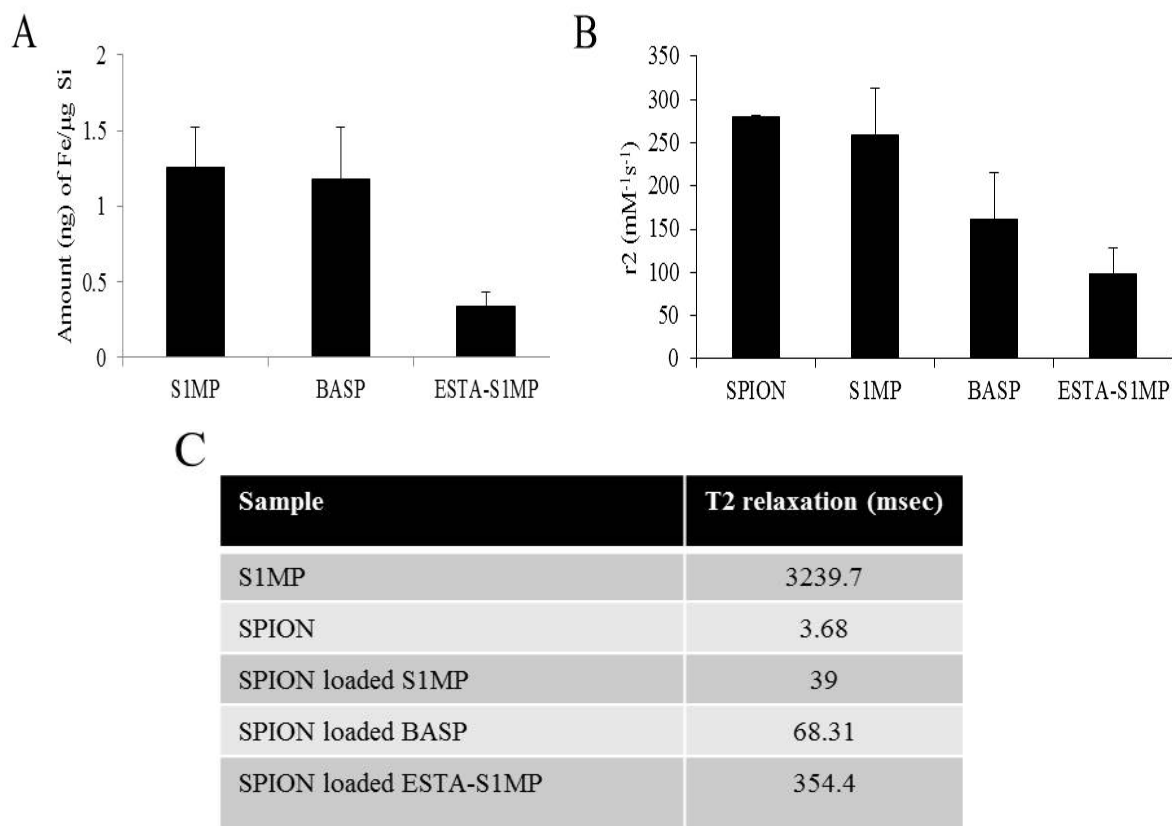 A
Amount (ng) of Fe/µg Si
2
1.5
1
0.5
0
S1MP BASP ESTA-S1MP
B
r2 (mM-1s-1)
350
300
250
200
150
100
50
0
SPION S1MP BASP ESTA-S1MP
C
Sample T2 relaxation (msec)
S1MP 3239.7
SPION 3.68
SPION loaded S1MP 39
SPION loaded BASP 68.31
SPION loaded ESTA-S1MP 354.4